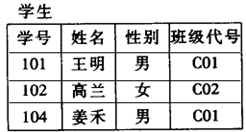 学生
学号 姓名 性别 班级代号
101 王明 男 C01
102 高兰 女 C02
104 姜禾 男 C01